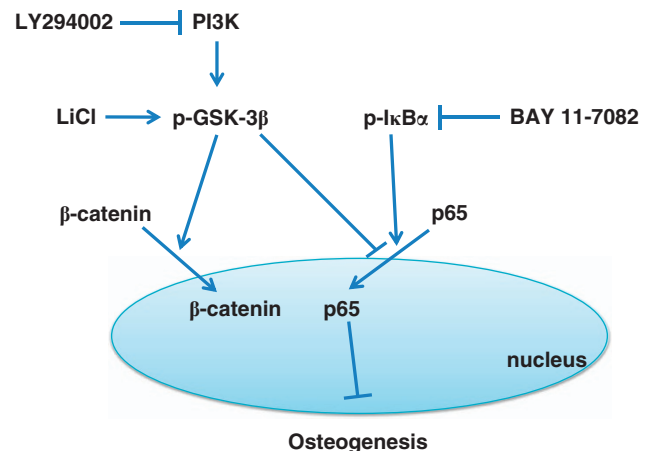 LY294002 PI3K
LiCl p-GSK-3β p-IκBα BAY 11-7082
β-catenin p65
β-catenin p65
nucleus
Osteogenesis